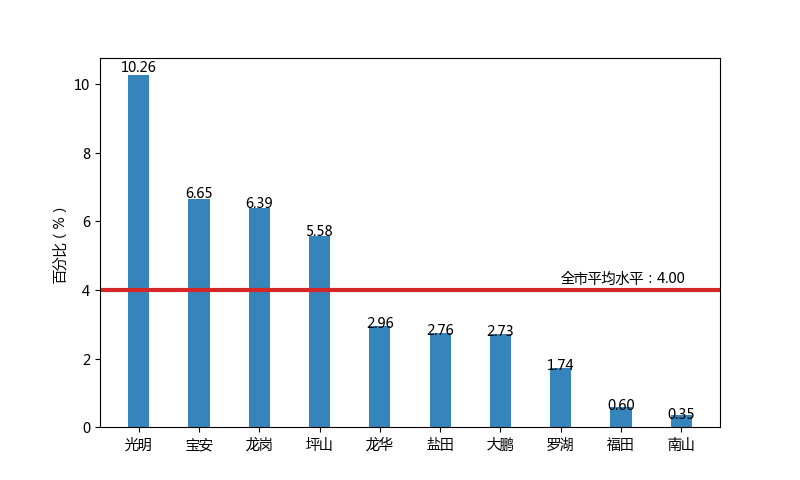 百分比（%）
10
8
6
4
2
0
10.26
6.65
6.39
5.58
2.96
2.76
2.73
1.74
0.60
0.35
全市平均水平：4.00
光明
宝安
龙岗
坪山
龙华
盐田
大鹏
罗湖
福田
南山